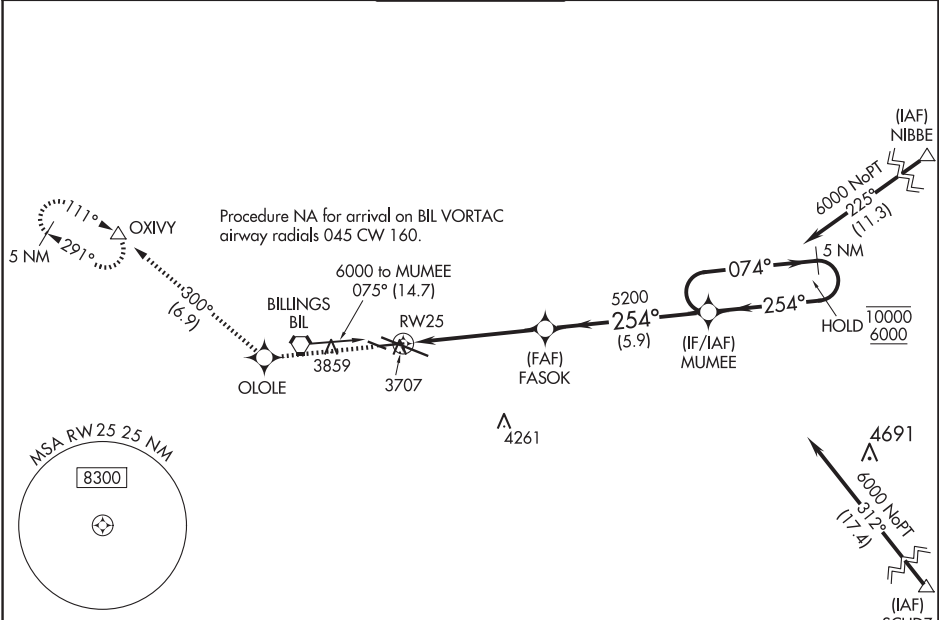 (IAF)
NIBBE
6000 NoPT
225°
(11.3)
111°
OXIVY
291°
5 NM
Procedure NA for arrival on BIL VORTAC
airway radials 045 CW 160.
6000 to MUMEE
075° (14.7)
300°
(6.9)
BILLINGS
BIL
RW25
3859
3707
OLOLE
5200
254°
(5.9)
(FAF)
FASOK
(IF/IAF)
MUMEE
074°
254°
5 NM
HOLD
10000
6000
4261
4691
6000 NoPT
312°
(17.4)
(IAF)
MSA RW25 25 NM
8300